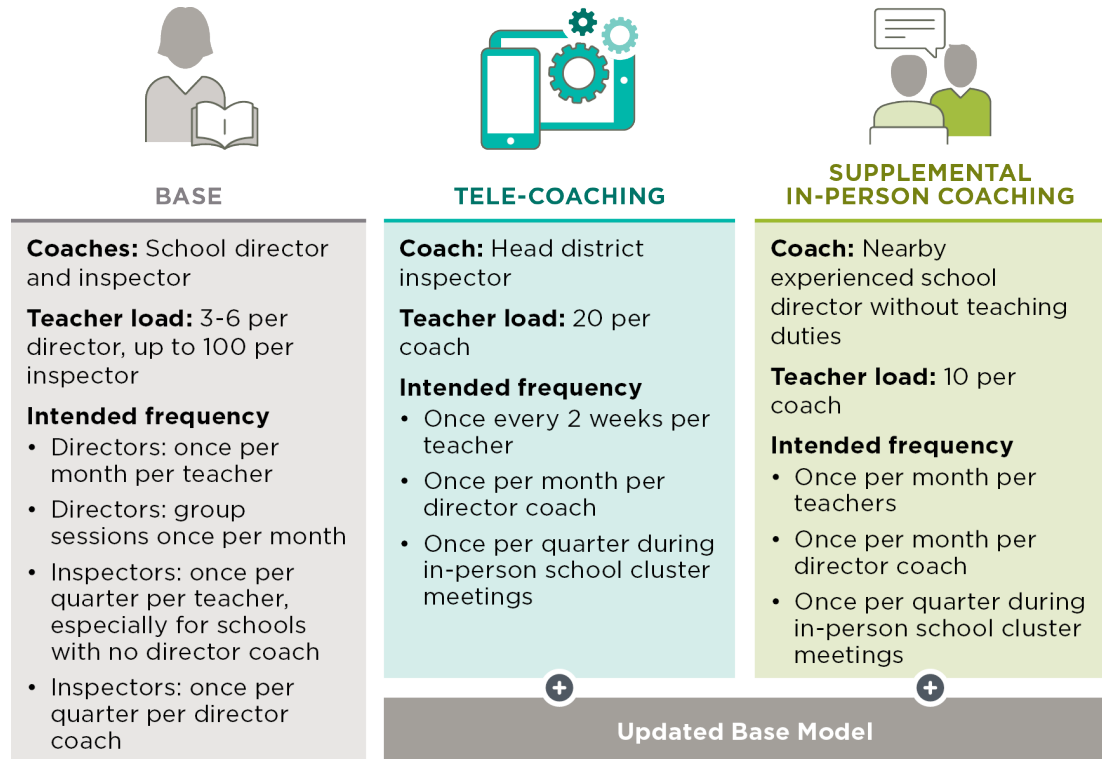 BASE
Coaches: School director
and inspector
Teacher load: 3-6 per
director, up to 100 per
inspector
Intended frequency
• Directors: once per
month per teacher
• Directors: group
sessions once per month
• Inspectors: once per
quarter per teacher,
especially for schools
with no director coach
• Inspectors: once per
quarter per director
coach
TELE-COACHING
Coach: Head district
inspector
Teacher load: 20 per
coach
Intended frequency
• Once every 2 weeks per
teacher
• Once per month per
director coach
• Once per quarter during
in-person school cluster
meetings
SUPPLEMENTAL
IN-PERSON COACHING
Coach: Nearby
experienced school
director without teaching
duties
Teacher load: 10 per
coach
Intended frequency
• Once per month per
teachers
• Once per month per
director coach
• Once per quarter during
in-person school cluster
meetings
+
+
Updated Base Model